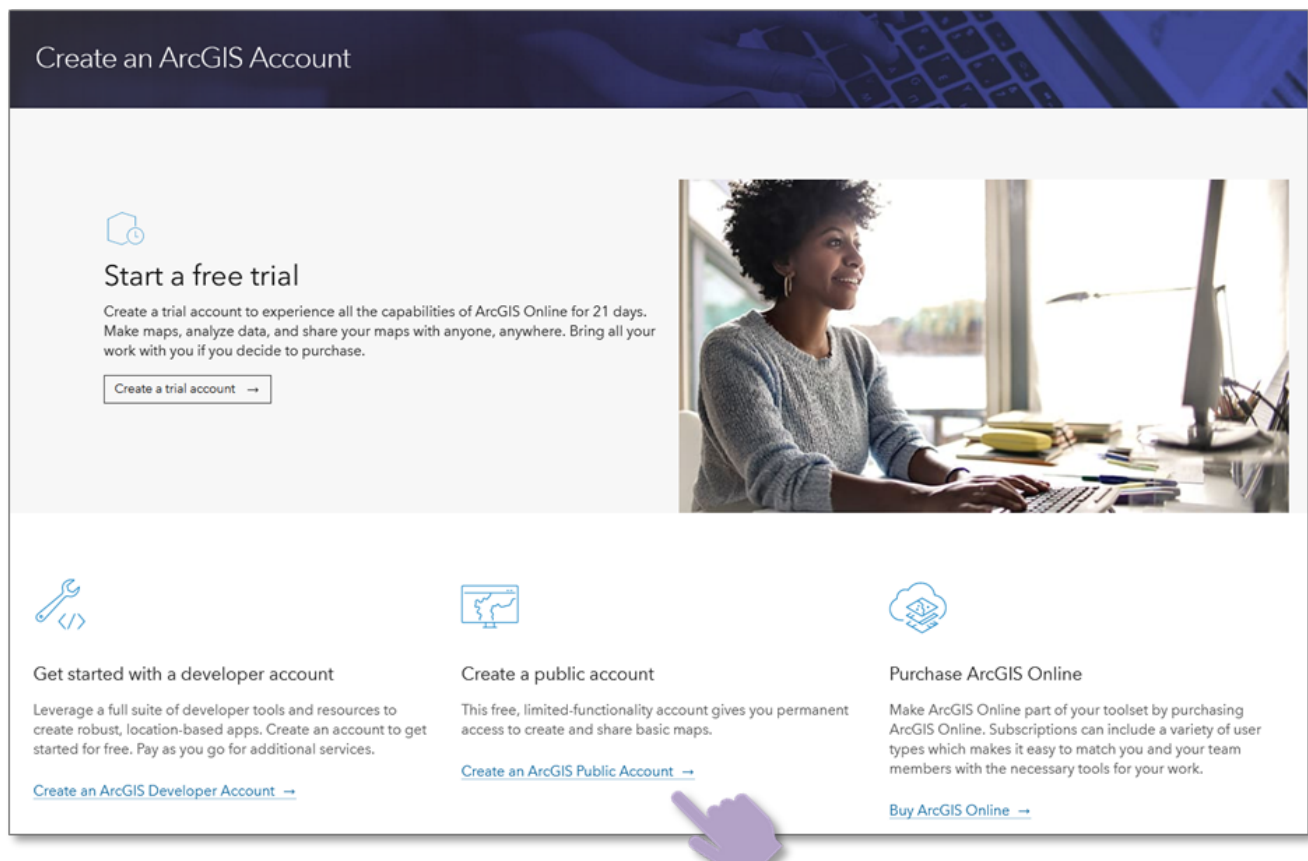 Create an ArcGIS Account
Start a free trial
Create a trial account to experience all the capabilities of ArcGIS Online for 21 days.
Make maps, analyze data, and share your maps with anyone, anywhere. Bring all your
work with you if you decide to purchase.
Create a trial account →
</>
Get started with a developer account
Leverage a full suite of developer tools and resources to
create robust, location-based apps. Create an account to get
started for free. Pay as you go for additional services.
Create an ArcGIS Developer Account →
Create a public account
This free, limited-functionality account gives you permanent
access to create and share basic maps.
Create an ArcGIS Public Account →
Purchase ArcGIS Online
Make ArcGIS Online part of your toolset by purchasing
ArcGIS Online. Subscriptions can include a variety of user
types which makes it easy to match you and your team
members with the necessary tools for your work.
Buy ArcGIS Online →